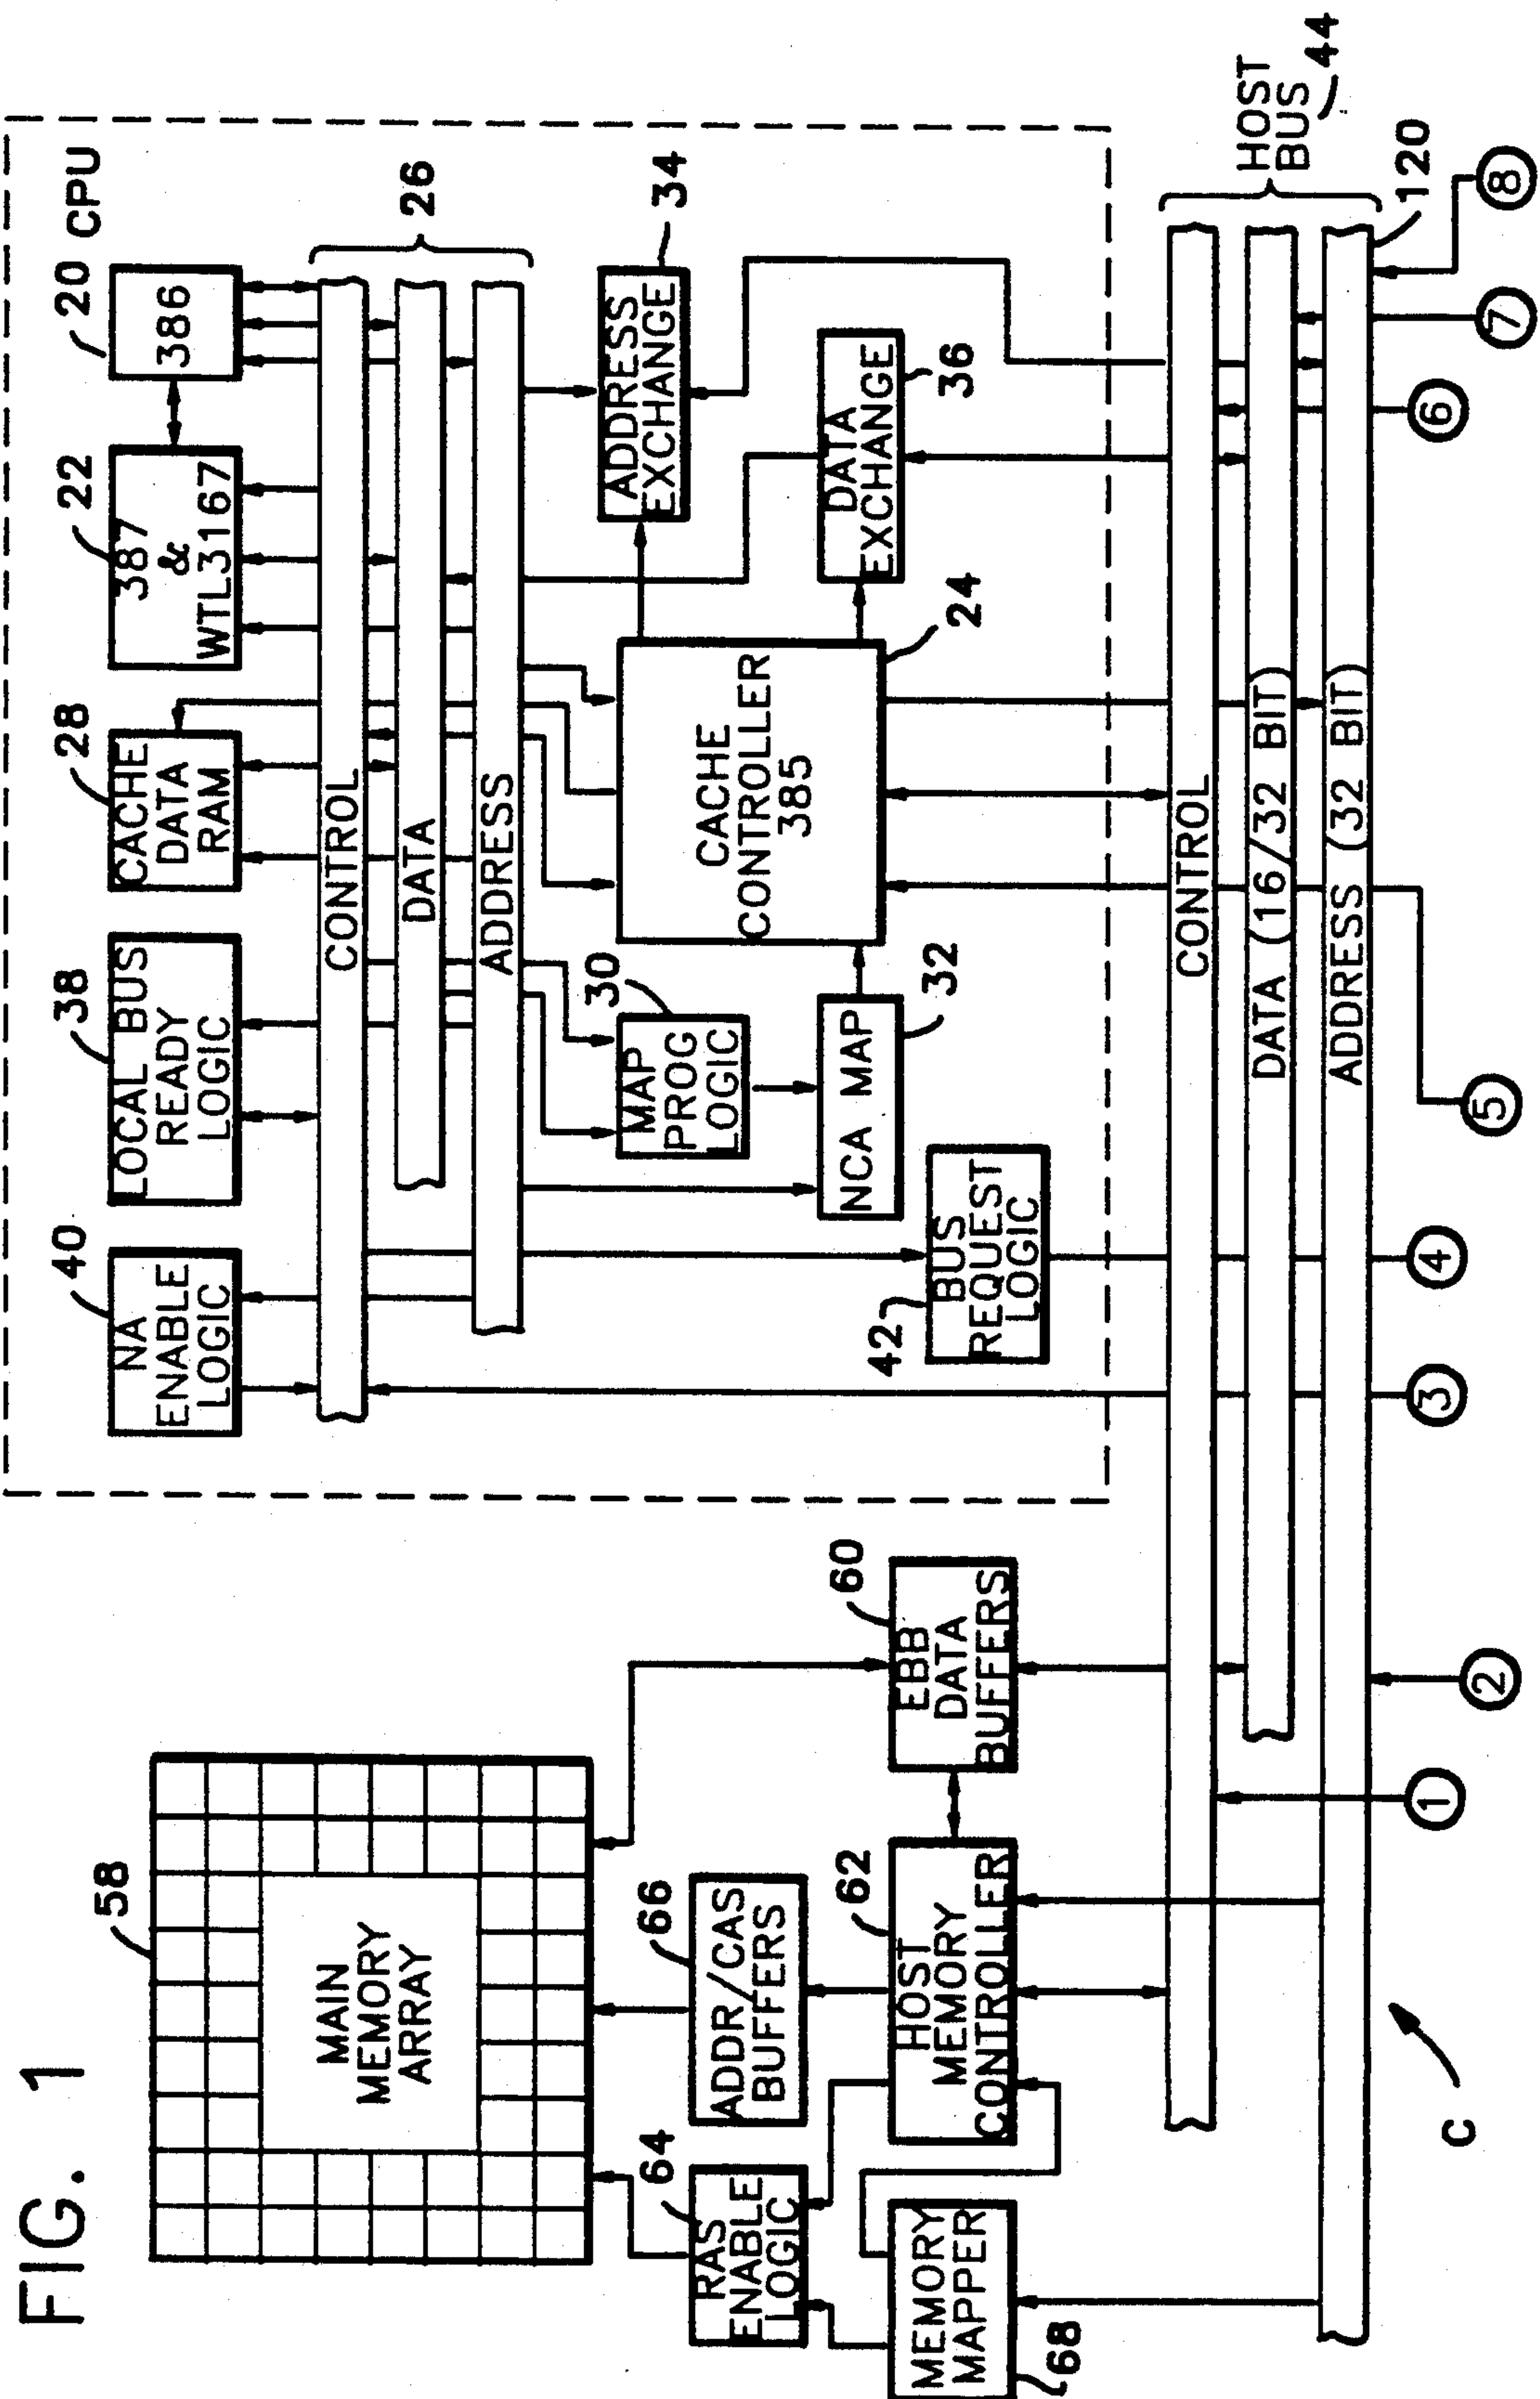 FIG. 1
58
MAIN
MEMORY
ARRAY
64
RAS
ENABLE
LOGIC
66
ADDR/CAS
BUFFERS
68
MEMORY
MAPPER
62
HOST
MEMORY
CONTROLLER
60
EBB
DATA
BUFFERS
40
NA
ENABLE
LOGIC
38
LOCAL BUS
READY
LOGIC
28
CACHE
DATA
RAM
22
387
&
WTL3167
20
CPU
386
26
CONTROL
DATA
ADDRESS
30
MAP
PROG
LOGIC
NCA MAP
32
42
BUS
REQUEST
LOGIC
CACHE
CONTROLLER
385
24
ADDRESS
EXCHANGE
34
DATA
EXCHANGE
36
HOST
BUS
44
CONTROL
DATA (16/32 BIT)
ADDRESS (32 BIT)
120
C
1
2
3
4
5
6
7
8